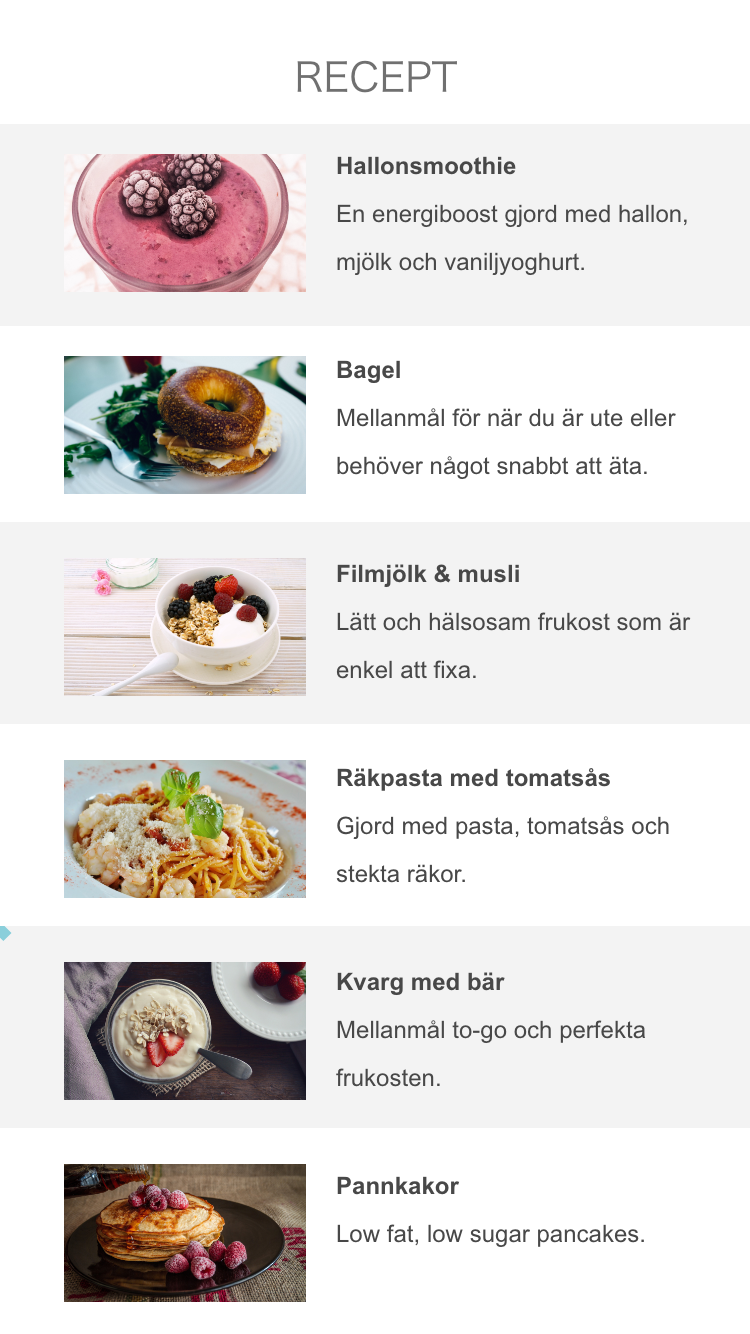 RECEPT
Hallonsmoothie
En energiboost gjord med hallon,
mjölk och vaniljyoghurt.
Bagel
Mellanmål för när du är ute eller
behöver något snabbt att äta.
Filmjölk & musli
Lätt och hälsosam frukost som är
enkel att fixa.
Räkpasta med tomatsås
Gjord med pasta, tomatsås och
stekta räkor.
Kvarg med bär
Mellanmål to-go och perfekta
frukosten.
Pannkakor
Low fat, low sugar pancakes.